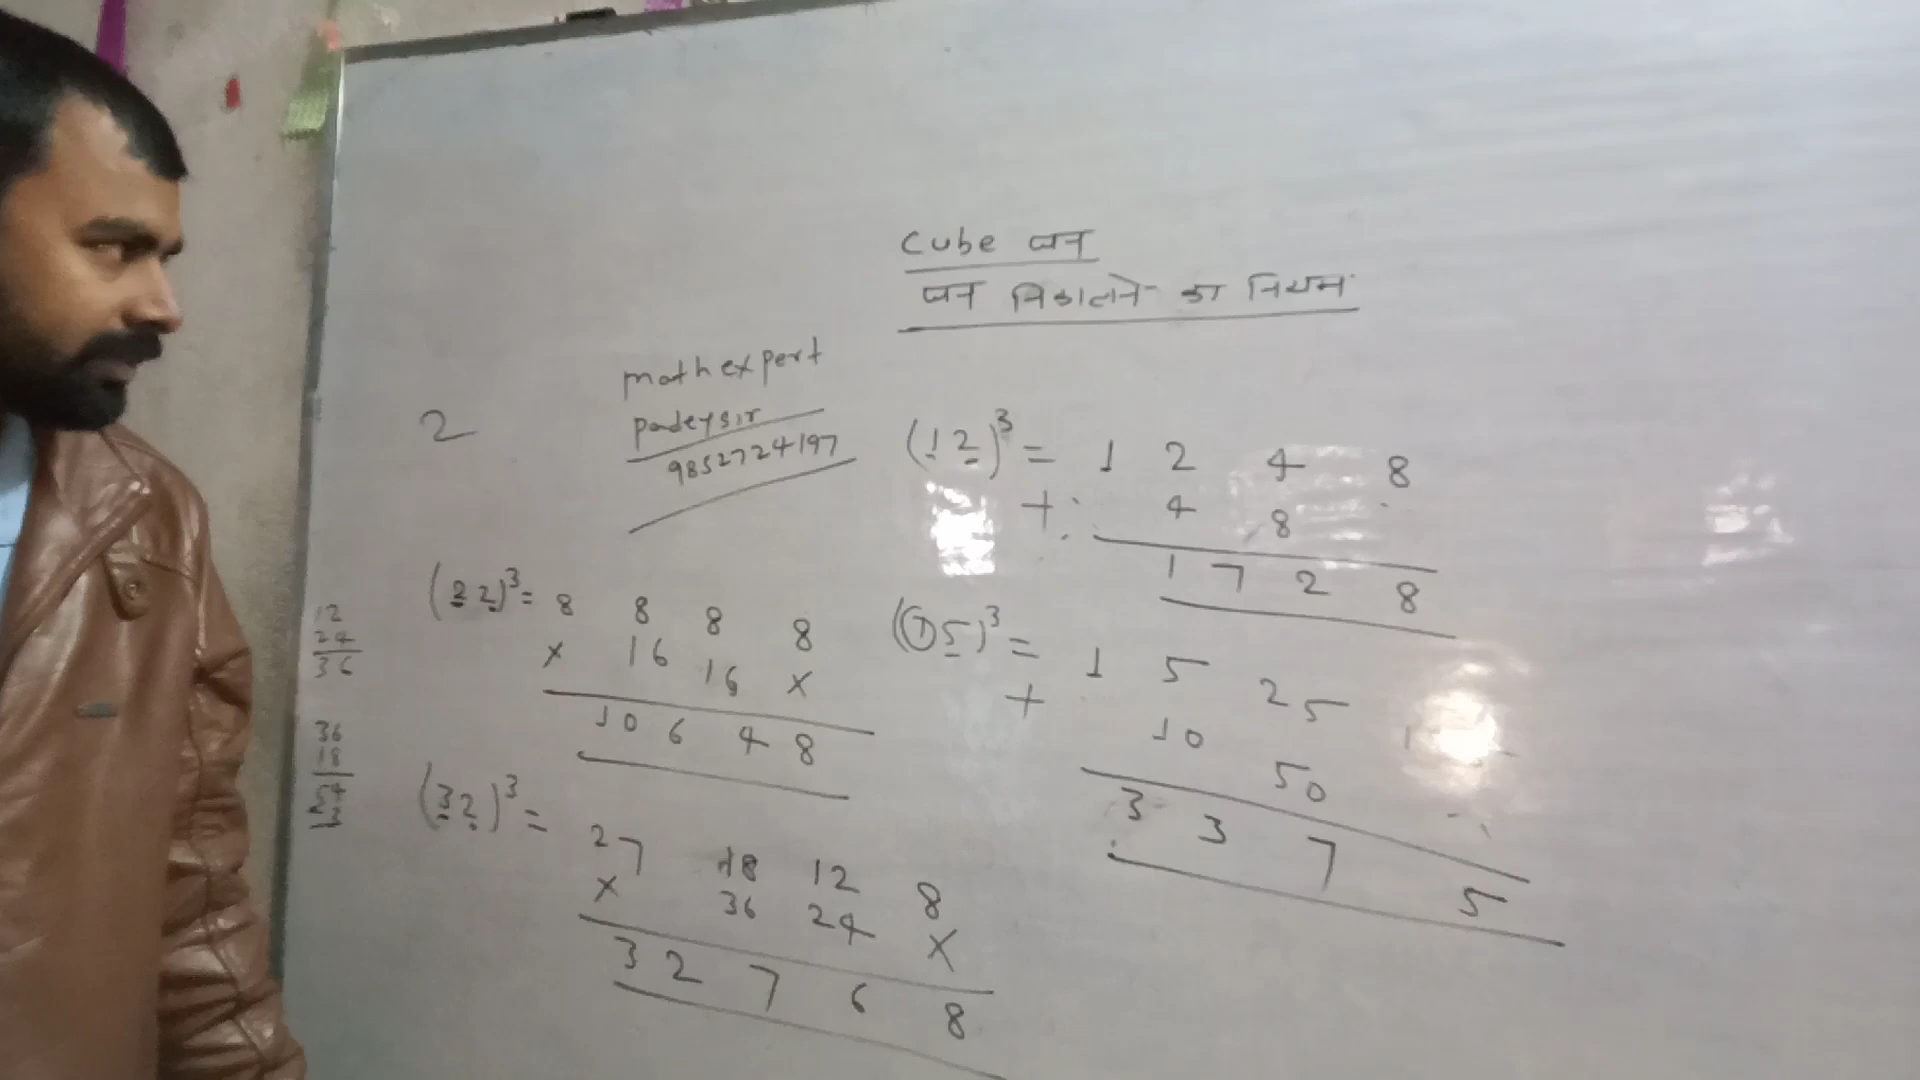 cube घन
घन निकालने का नियम
math expert
padeysir
9852724197
2
(12)³ = 1 2 4 8
+ 4 8
1 7 2 8
(22)³ = 8 8 8 8
x 16 16 x
10 6 4 8
(32)³ = 27 18 12 8
x 36 24 x
3 2 7 6 8
(15)³ = 1 5 25
+ 10 50
3 3 7 5
12
24
36
36
18